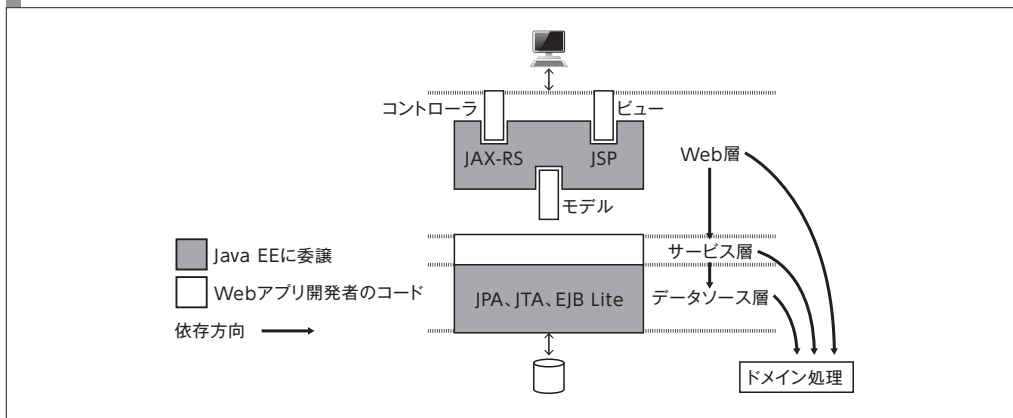 コントローラ
ビュー
JAX-RS
JSP
Web層
モデル
サービス層
Java EEに委譲
Webアプリ開発者のコード
JPA、JTA、EJB Lite
データソース層
依存方向
ドメイン処理